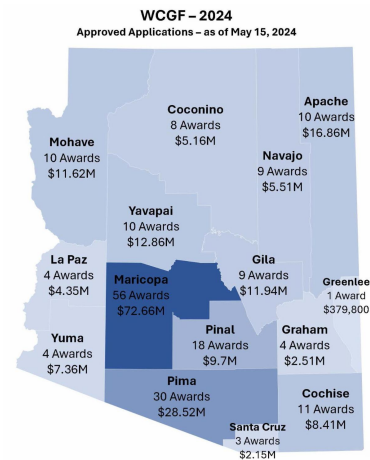 WCGF – 2024
Approved Applications – as of May 15, 2024
Apache
10 Awards
$16.86M
Coconino
8 Awards
$5.16M
Mohave
10 Awards
$11.62M
Navajo
9 Awards
$5.51M
Yavapai
10 Awards
$12.86M
La Paz
4 Awards
$4.35M
Maricopa
56 Awards
$72.66M
Gila
9 Awards
$11.94M
Greenlee
1 Award
$379,800
Yuma
4 Awards
$7.36M
Pinal
18 Awards
$9.7M
Graham
4 Awards
$2.51M
Pima
30 Awards
$28.52M
Cochise
11 Awards
$8.41M
Santa Cruz
3 Awards
$2.15M